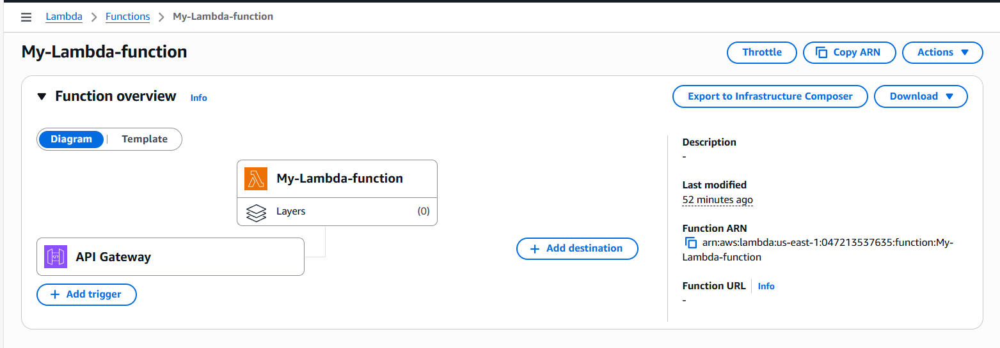 Lambda > Functions > My-Lambda-function
My-Lambda-function
Throttle
Copy ARN
Actions
Function overview
Info
Export to Infrastructure Composer
Download
Diagram
Template
My-Lambda-function
Layers
(0)
API Gateway
+ Add trigger
+ Add destination
Description
-
Last modified
52 minutes ago
Function ARN
arn:aws:lambda:us-east-1:047213537635:function:My-
Lambda-function
Function URL
Info
-